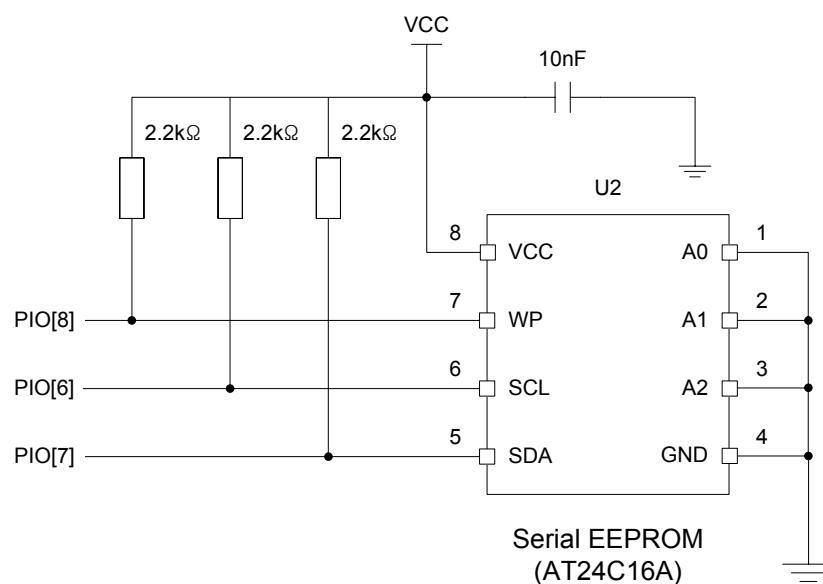 VCC
10nF
2.2kΩ 2.2kΩ 2.2kΩ
U2
8 VCC A0 1
PIO[8] 7 WP A1 2
PIO[6] 6 SCL A2 3
PIO[7] 5 SDA GND 4
Serial EEPROM
(AT24C16A)